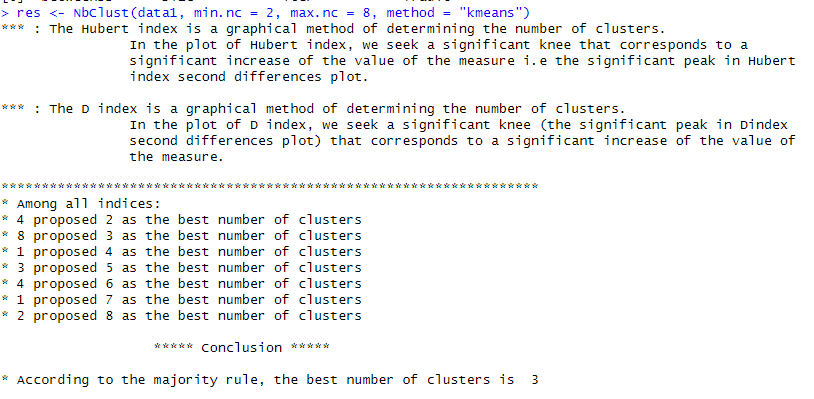 > res <- NbClust(data1, min.nc = 2, max.nc = 8, method = "kmeans")
*** : The Hubert index is a graphical method of determining the number of clusters.
In the plot of Hubert index, we seek a significant knee that corresponds to a
significant increase of the value of the measure i.e the significant peak in Hubert
index second differences plot.
*** : The D index is a graphical method of determining the number of clusters.
In the plot of D index, we seek a significant knee (the significant peak in Dindex
second differences plot) that corresponds to a significant increase of the value of
the measure.
*******************************************************************
* Among all indices:
* 4 proposed 2 as the best number of clusters
* 8 proposed 3 as the best number of clusters
* 1 proposed 4 as the best number of clusters
* 3 proposed 5 as the best number of clusters
* 4 proposed 6 as the best number of clusters
* 1 proposed 7 as the best number of clusters
* 2 proposed 8 as the best number of clusters
***** Conclusion *****
* According to the majority rule, the best number of clusters is 3